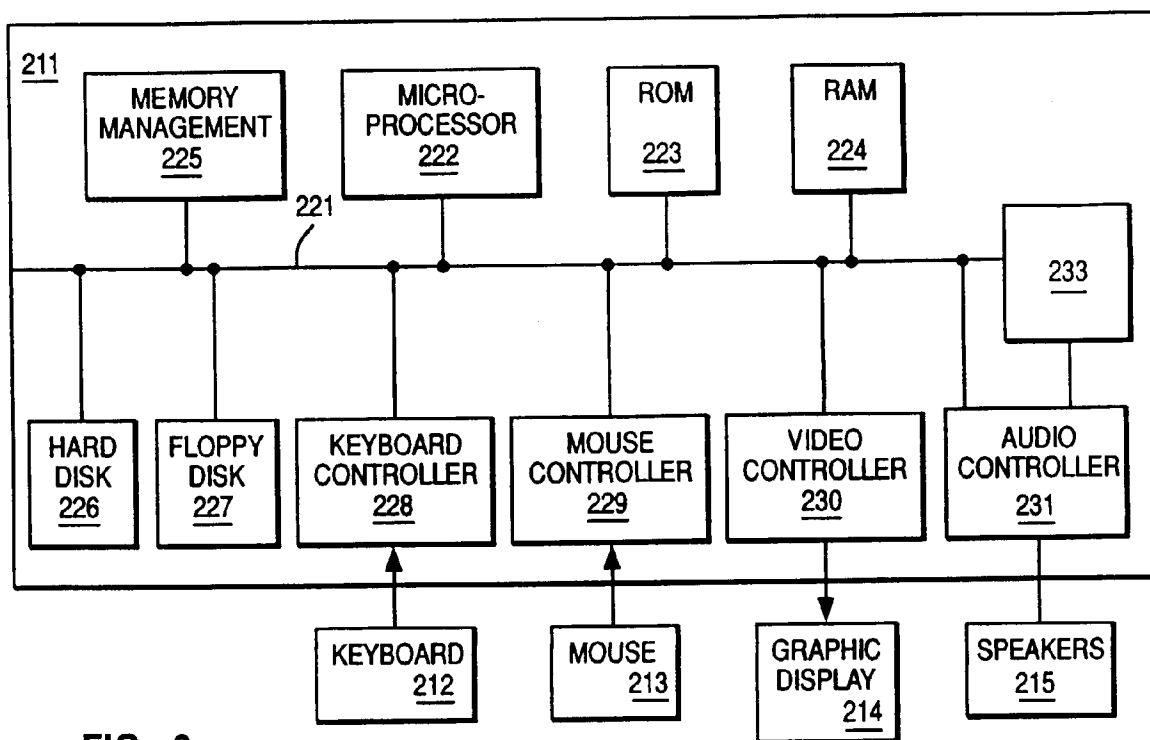 211
MEMORY
MANAGEMENT
225
MICRO-
PROCESSOR
222
ROM
223
RAM
224
221
233
HARD
DISK
226
FLOPPY
DISK
227
KEYBOARD
CONTROLLER
228
MOUSE
CONTROLLER
229
VIDEO
CONTROLLER
230
AUDIO
CONTROLLER
231
KEYBOARD
212
MOUSE
213
GRAPHIC
DISPLAY
214
SPEAKERS
215